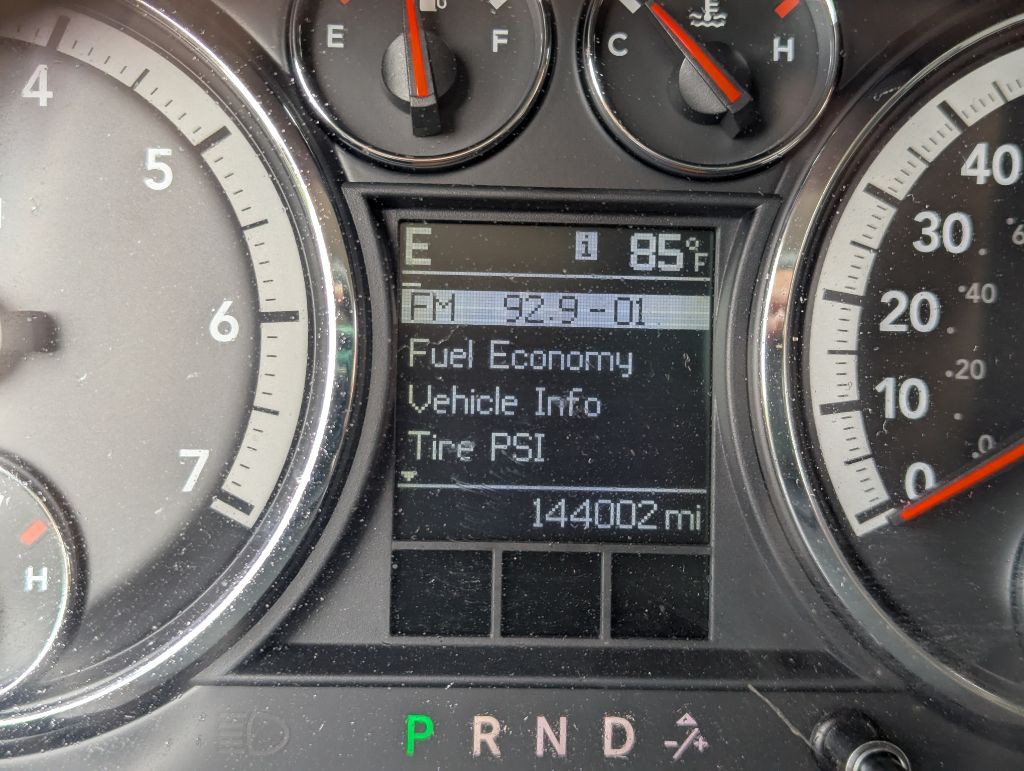 E F
C H
4
5
6
7
H
E 85°F
FM 92.9-01
Fuel Economy
Vehicle Info
Tire PSI
144002 mi
40
30
20
10
0
40
20
0
P R N D -/+